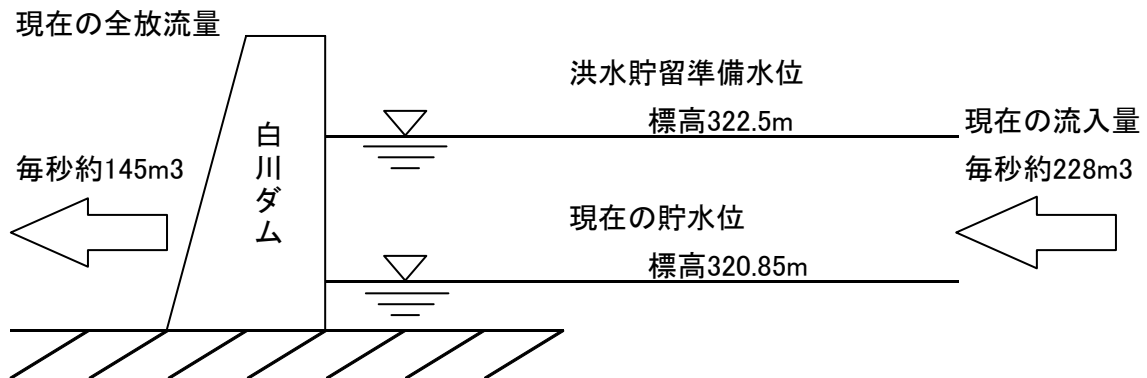 現在の全放流量
毎秒約145m3
白川ダム
洪水貯留準備水位
標高322.5m
現在の貯水位
標高320.85m
現在の流入量
毎秒約228m3